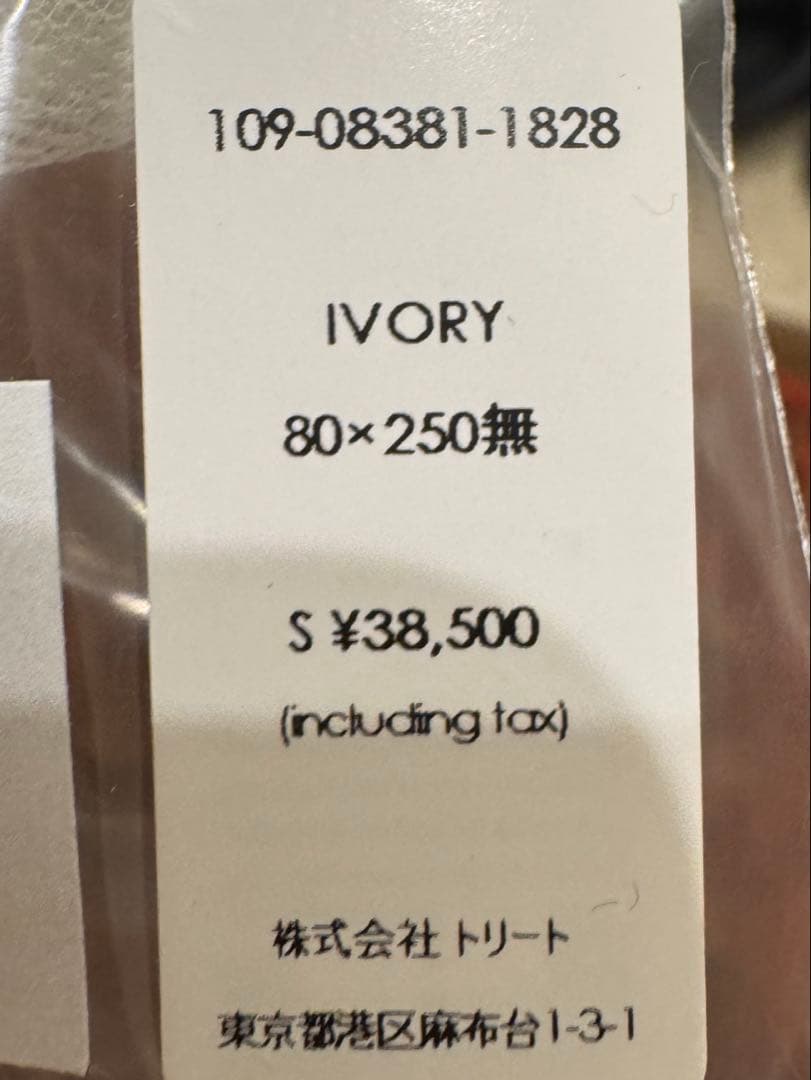 109-08381-1828
IVORY
80×250無
S ¥38,500
(including tax)
株式会社 トリート
東京都港区麻布台1-3-1